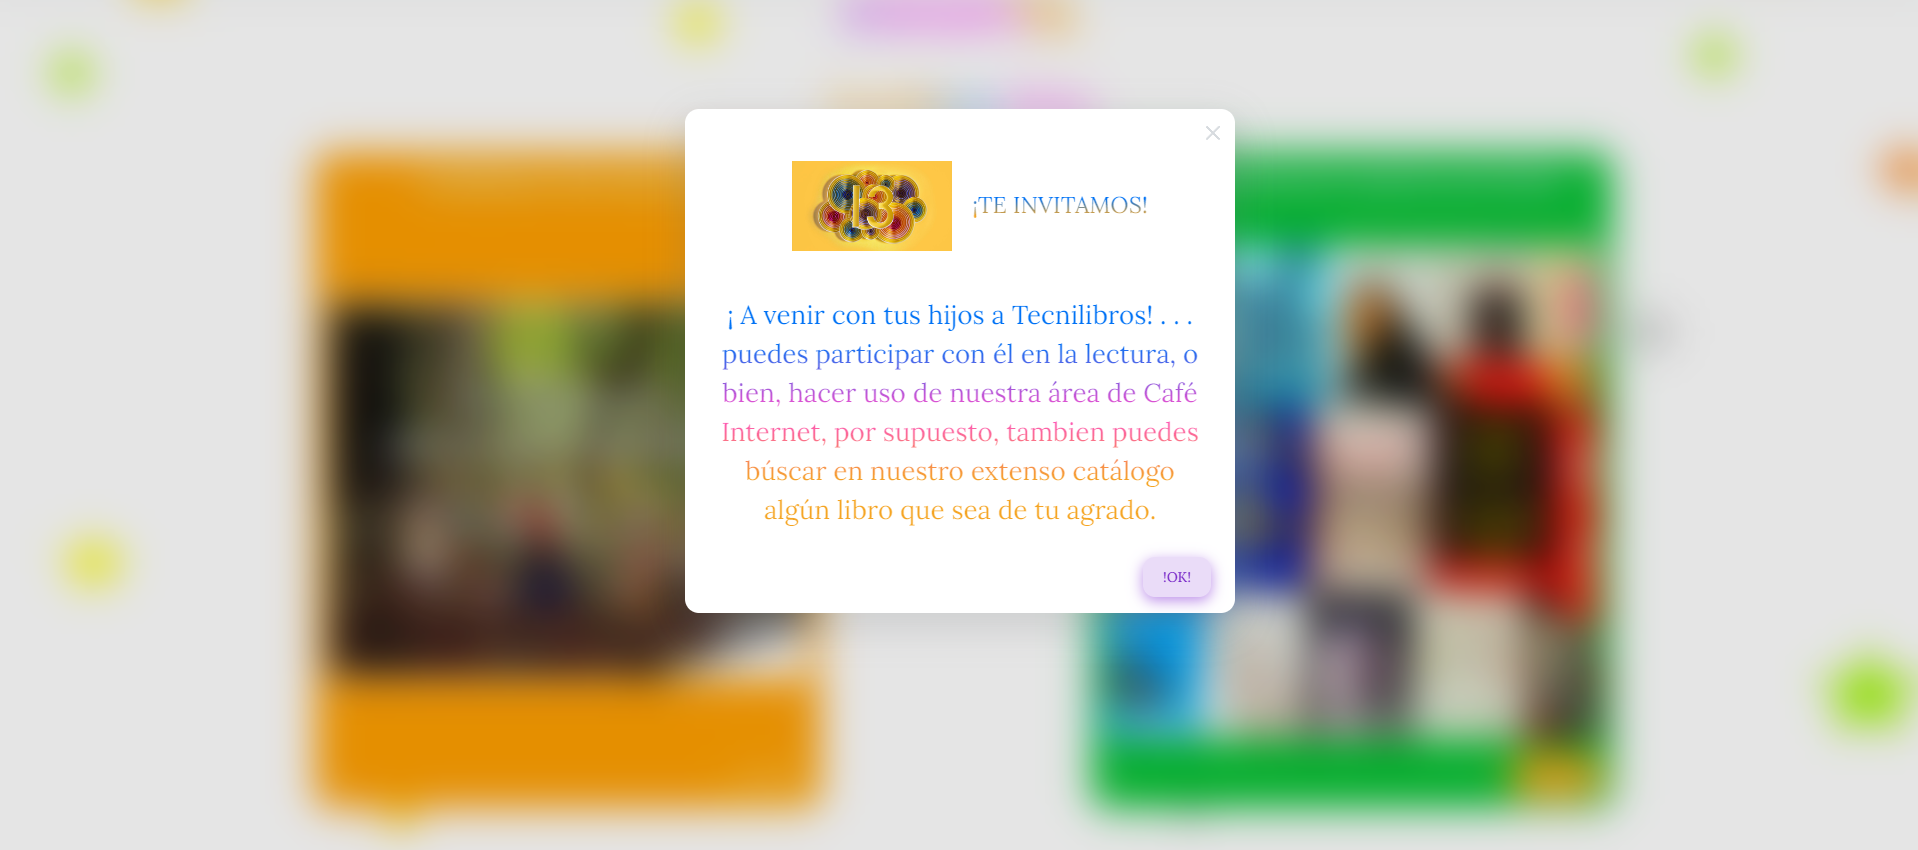 13
¡TE INVITAMOS!
¡ A venir con tus hijos a Tecnilibros! . . .
puedes participar con él en la lectura, o
bien, hacer uso de nuestra área de Café
Internet, por supuesto, tambien puedes
búscar en nuestro extenso catálogo
algún libro que sea de tu agrado.
!OK!